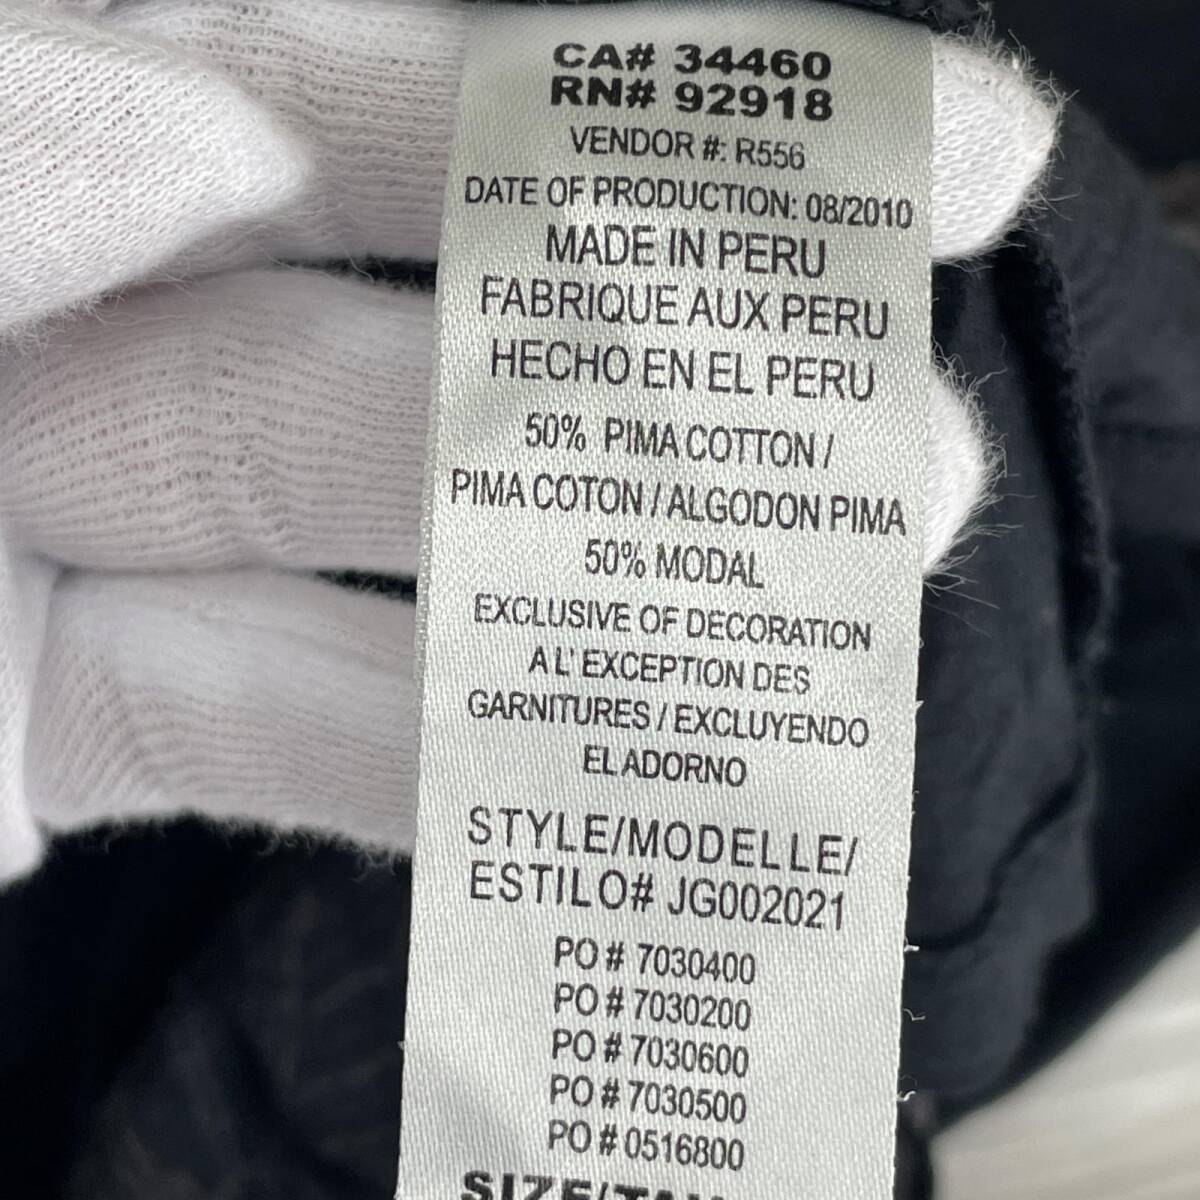 CA# 34460
RN# 92918
VENDOR #: R556
DATE OF PRODUCTION: 08/2010
MADE IN PERU
FABRIQUE AUX PERU
HECHO EN EL PERU
50% PIMA COTTON /
PIMA COTON / ALGODON PIMA
50% MODAL
EXCLUSIVE OF DECORATION
A L' EXCEPTION DES
GARNITURES / EXCLUYENDO
EL ADORNO
STYLE/MODELLE/
ESTILO# JG002021
PO # 7030400
PO # 7030200
PO # 7030600
PO # 7030500
PO # 0516800